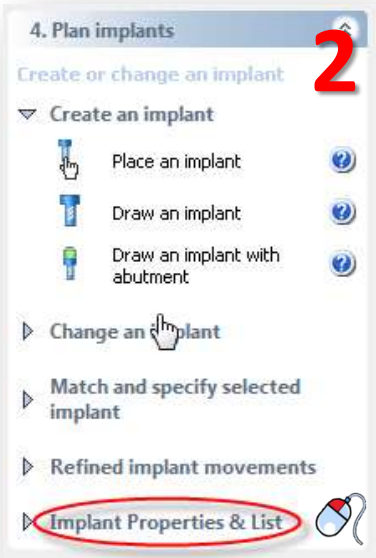 4. Plan implants
2
Create or change an implant
Create an implant
Place an implant
Draw an implant
Draw an implant with
abutment
Change an implant
Match and specify selected
implant
Refined implant movements
Implant Properties & List